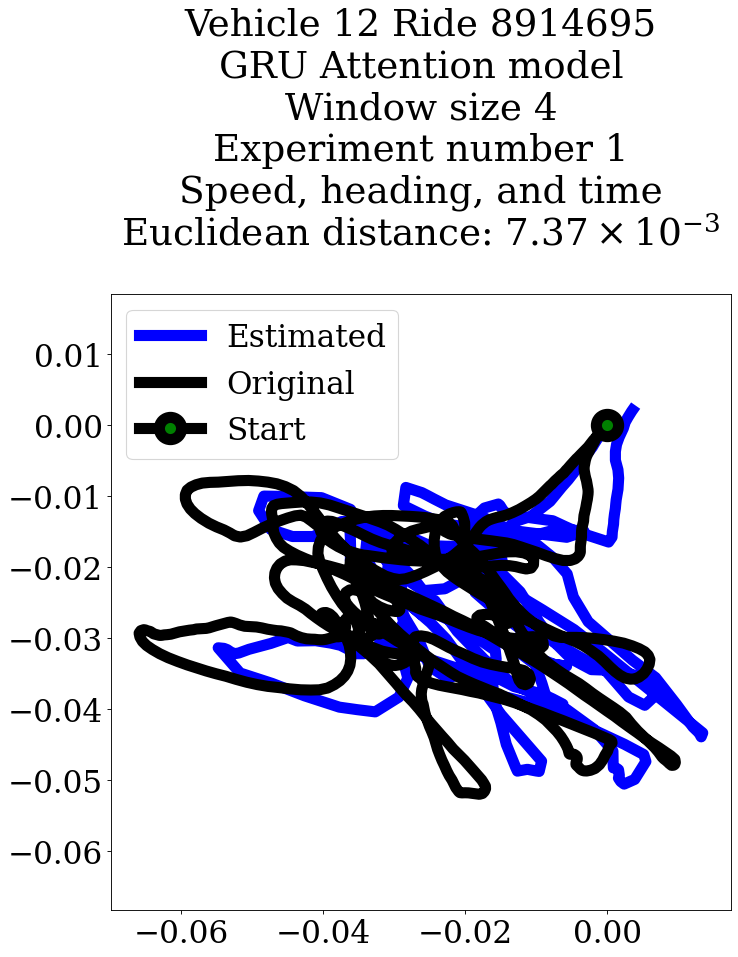 Vehicle 12 Ride 8914695
GRU Attention model
Window size 4
Experiment number 1
Speed, heading, and time
Euclidean distance: 7.37 × 10⁻³
Estimated
Original
Start
0.01
0.00
−0.01
−0.02
−0.03
−0.04
−0.05
−0.06
−0.06 −0.04 −0.02 0.00